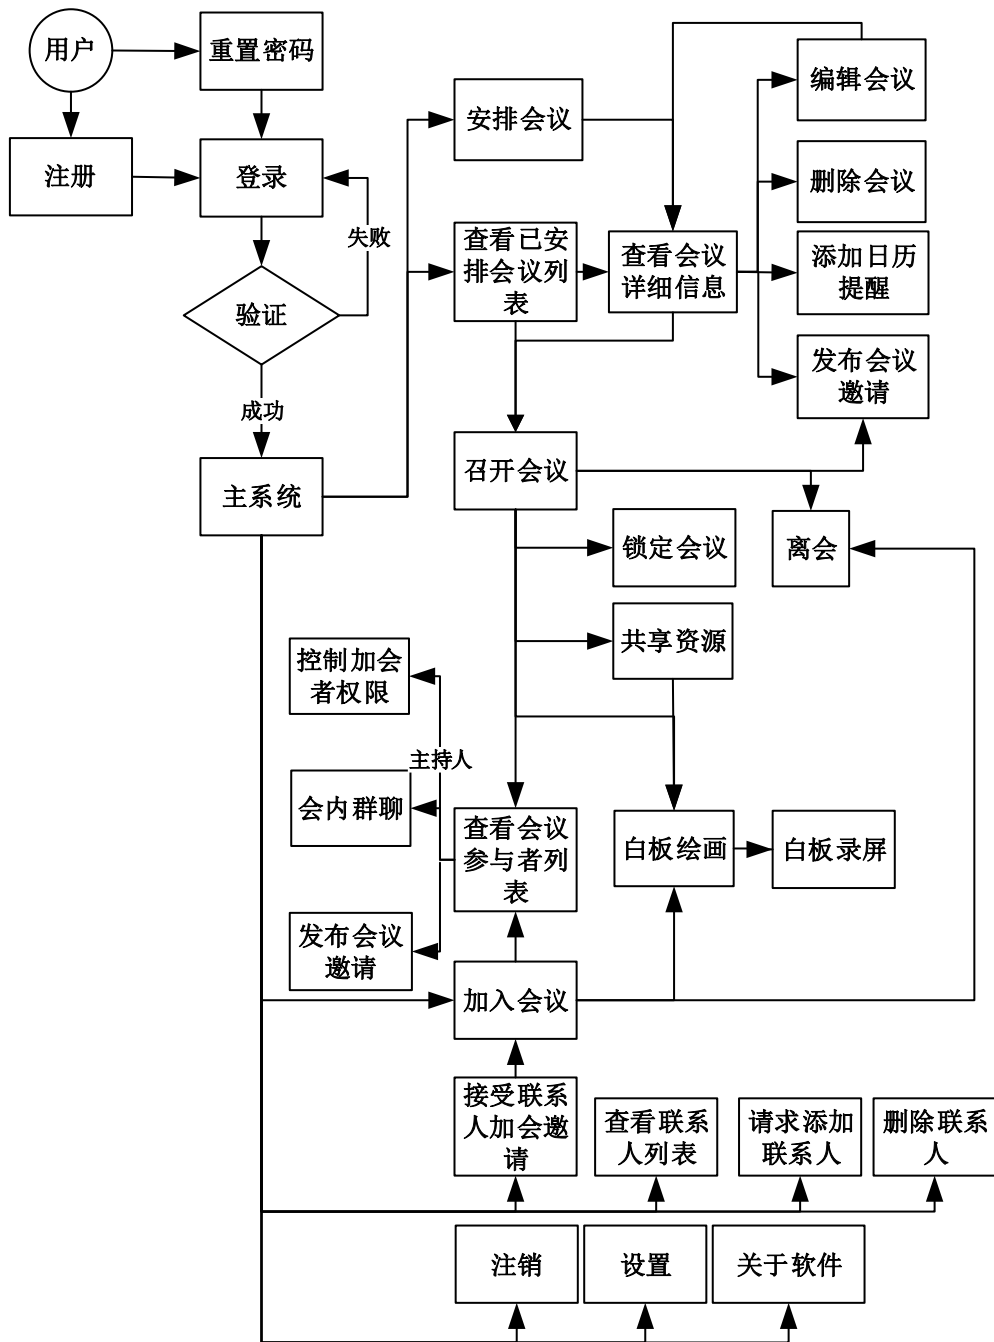 用户
重置密码
注册
登录
失败
验证
成功
主系统
安排会议
编辑会议
删除会议
查看已安
排会议列
表
查看会议
详细信息
添加日历
提醒
发布会议
邀请
召开会议
锁定会议
离会
共享资源
控制加会
者权限
主持人
会内群聊
查看会议
参与者列
表
白板绘画
白板录屏
发布会议
邀请
加入会议
接受联系
人加会邀
请
查看联系
人列表
请求添加
联系人
删除联系
人
注销
设置
关于软件